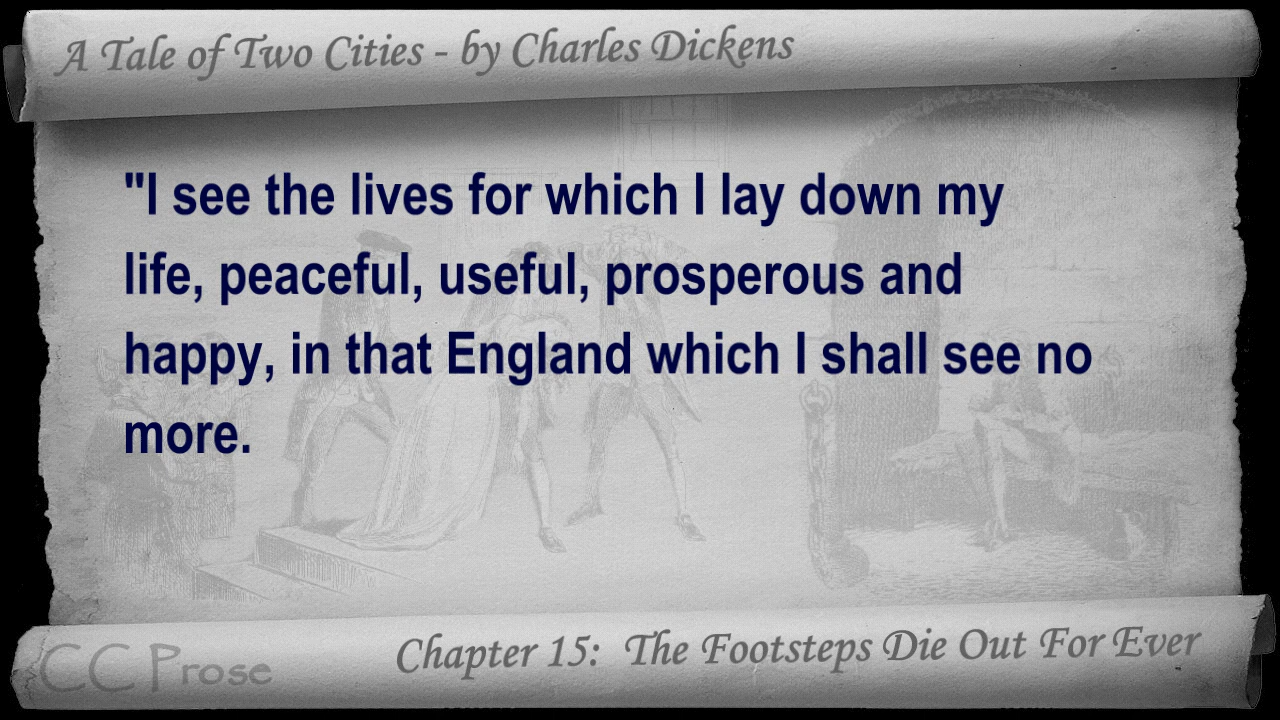 A Tale of Two Cities - by Charles Dickens
"I see the lives for which I lay down my
life, peaceful, useful, prosperous and
happy, in that England which I shall see no
more.
CC Prose
Chapter 15: The Footsteps Die Out For Ever